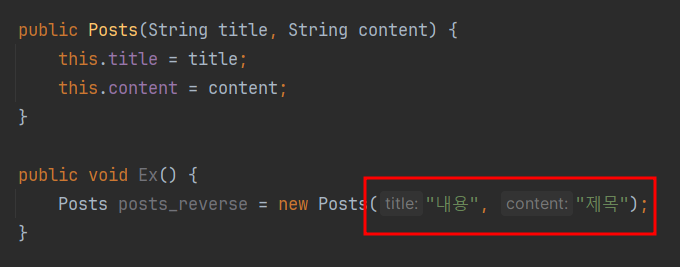 public Posts(String title, String content) {
this.title = title;
this.content = content;
}
public void Ex() {
Posts posts_reverse = new Posts( title: "내용", content: "제목");
}